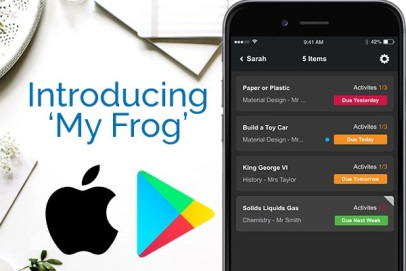 Introducing
‘My Frog’
9:41 AM
42%
Sarah
5 Items
Paper or Plastic
Activites 1/3
Material Design - Mr ...
Due Yesterday
Build a Toy Car
Activites 1/3
Material Design - Mr...
Due Today
King George VI
Activites 1/3
History - Mrs Taylor
Due Tomorrow
Solids Liquids Gas
Activites
Chemistry - Mr Smith
Due Next Week